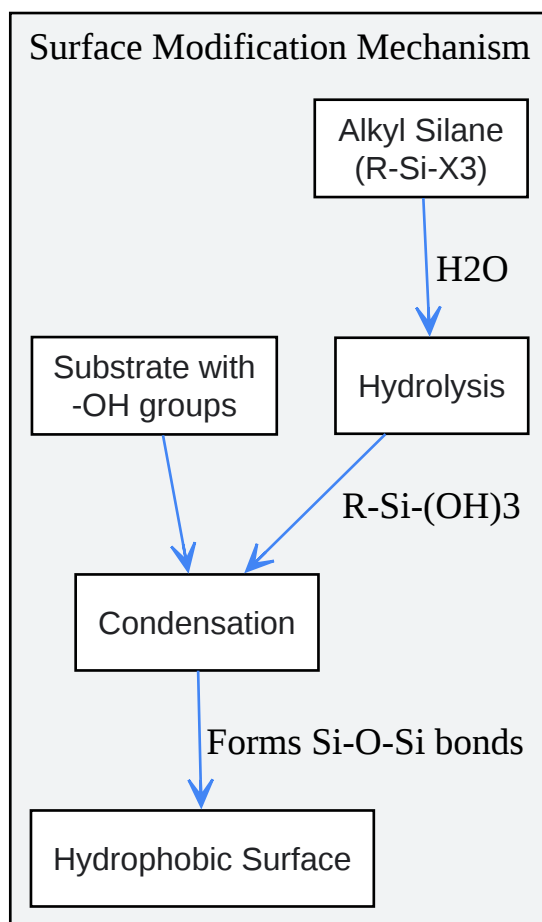 Surface Modification Mechanism
Alkyl Silane
(R-Si-X3)
H2O
Substrate with
-OH groups
Hydrolysis
R-Si-(OH)3
Condensation
Forms Si-O-Si bonds
Hydrophobic Surface